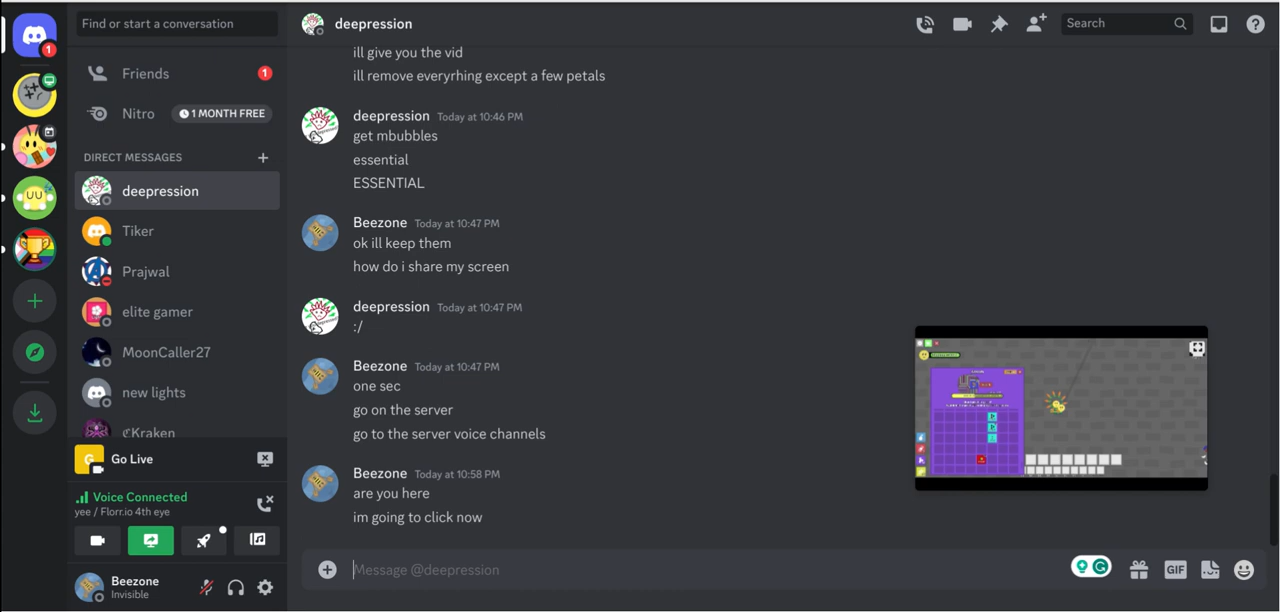 Find or start a conversation
1
Friends
1
Nitro
1 MONTH FREE
DIRECT MESSAGES
deepression
Tiker
Prajwal
elite gamer
MoonCaller27
new lights
Kraken
G
Go Live
Voice Connected
yee / Florr.io 4th eye
Beezone
Invisible
deepression
Search
ill give you the vid
ill remove everyrhing except a few petals
deepression Today at 10:46 PM
get mbubbles
essential
ESSENTIAL
Beezone Today at 10:47 PM
ok ill keep them
how do i share my screen
deepression Today at 10:47 PM
:/
Beezone Today at 10:47 PM
one sec
go on the server
go to the server voice channels
Beezone Today at 10:58 PM
are you here
im going to click now
Message @deepression
GIF